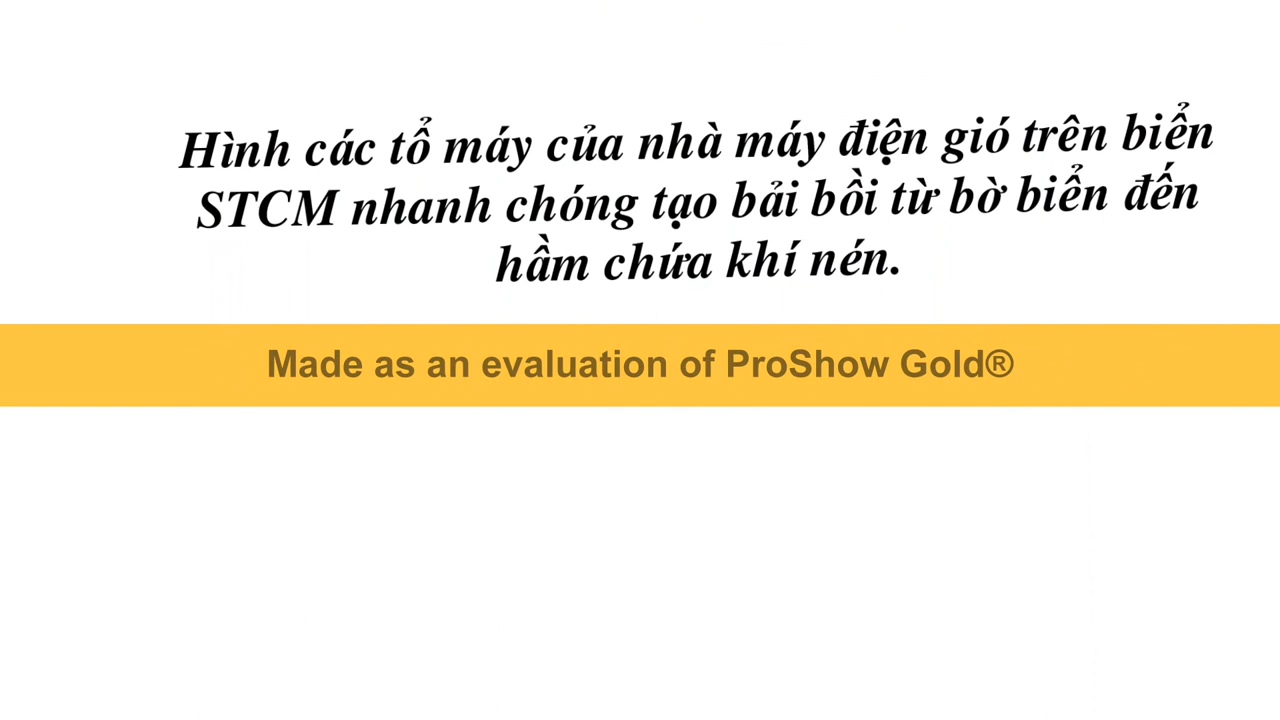 Hình các tổ máy của nhà máy điện gió trên biển
STCM nhanh chóng tạo bải bồi từ bờ biển đến
hầm chứa khí nén.
Made as an evaluation of ProShow Gold®